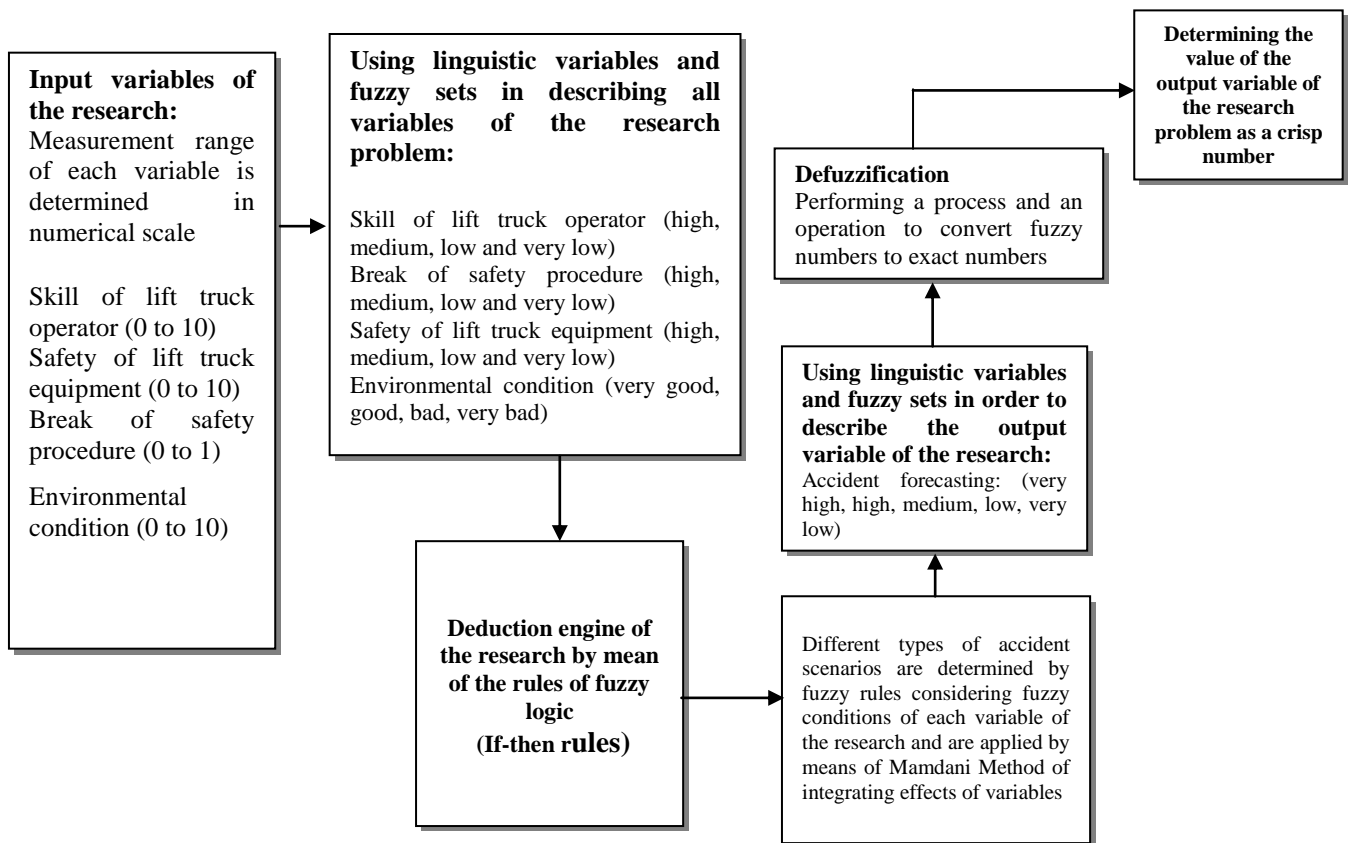 Input variables of
the research:
Measurement range
of each variable is
determined in
numerical scale
Skill of lift truck
operator (0 to 10)
Safety of lift truck
equipment (0 to 10)
Break of safety
procedure (0 to 1)
Environmental
condition (0 to 10)
Using linguistic variables and
fuzzy sets in describing all
variables of the research
problem:
Skill of lift truck operator (high,
medium, low and very low)
Break of safety procedure (high,
medium, low and very low)
Safety of lift truck equipment (high,
medium, low and very low)
Environmental condition (very good,
good, bad, very bad)
Deduction engine of
the research by mean
of the rules of fuzzy
logic
(If-then rules)
Different types of accident
scenarios are determined by
fuzzy rules considering fuzzy
conditions of each variable of
the research and are applied by
means of Mamdani Method of
integrating effects of variables
Using linguistic variables
and fuzzy sets in order to
describe the output
variable of the research:
Accident forecasting: (very
high, high, medium, low, very
low)
Defuzzification
Performing a process and an
operation to convert fuzzy
numbers to exact numbers
Determining the
value of the
output variable of
the research
problem as a crisp
number